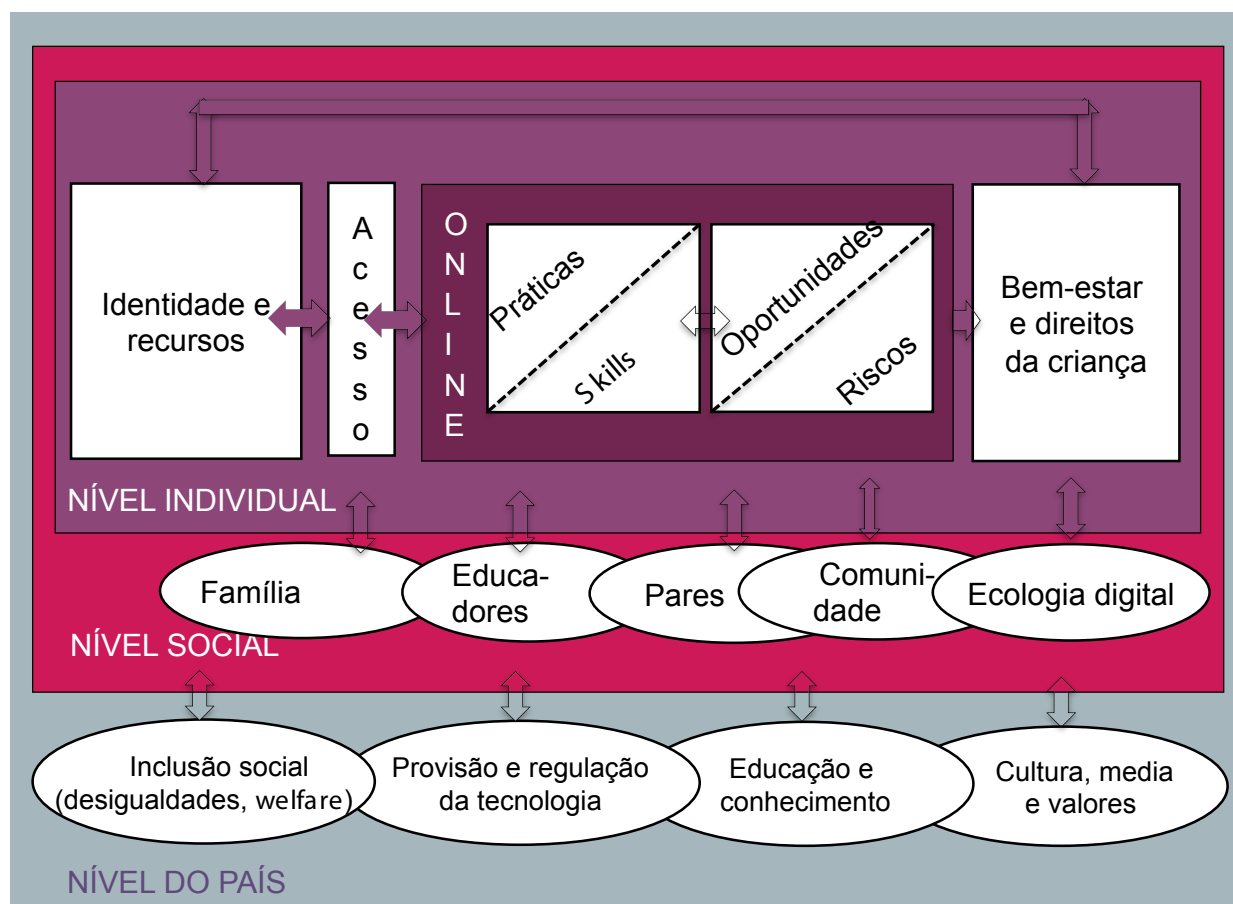 Identidade e
recursos
Acesso
ONLINE
Práticas
Skills
Oportunidades
Riscos
Bem-estar
e direitos
da criança
NÍVEL INDIVIDUAL
Família
Educa-
dores
Pares
Comuni-
dade
Ecologia digital
NÍVEL SOCIAL
Inclusão social
(desigualdades, welfare)
Provisão e regulação
da tecnologia
Educação e
conhecimento
Cultura, media
e valores
NÍVEL DO PAÍS